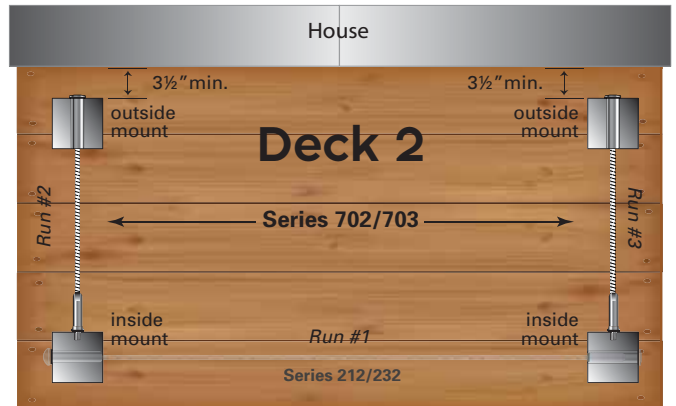 House
3½” min.
3½” min.
outside
mount
outside
mount
Deck 2
Run #2
Series 702/703
Run #3
inside
mount
Run #1
inside
mount
Series 212/232